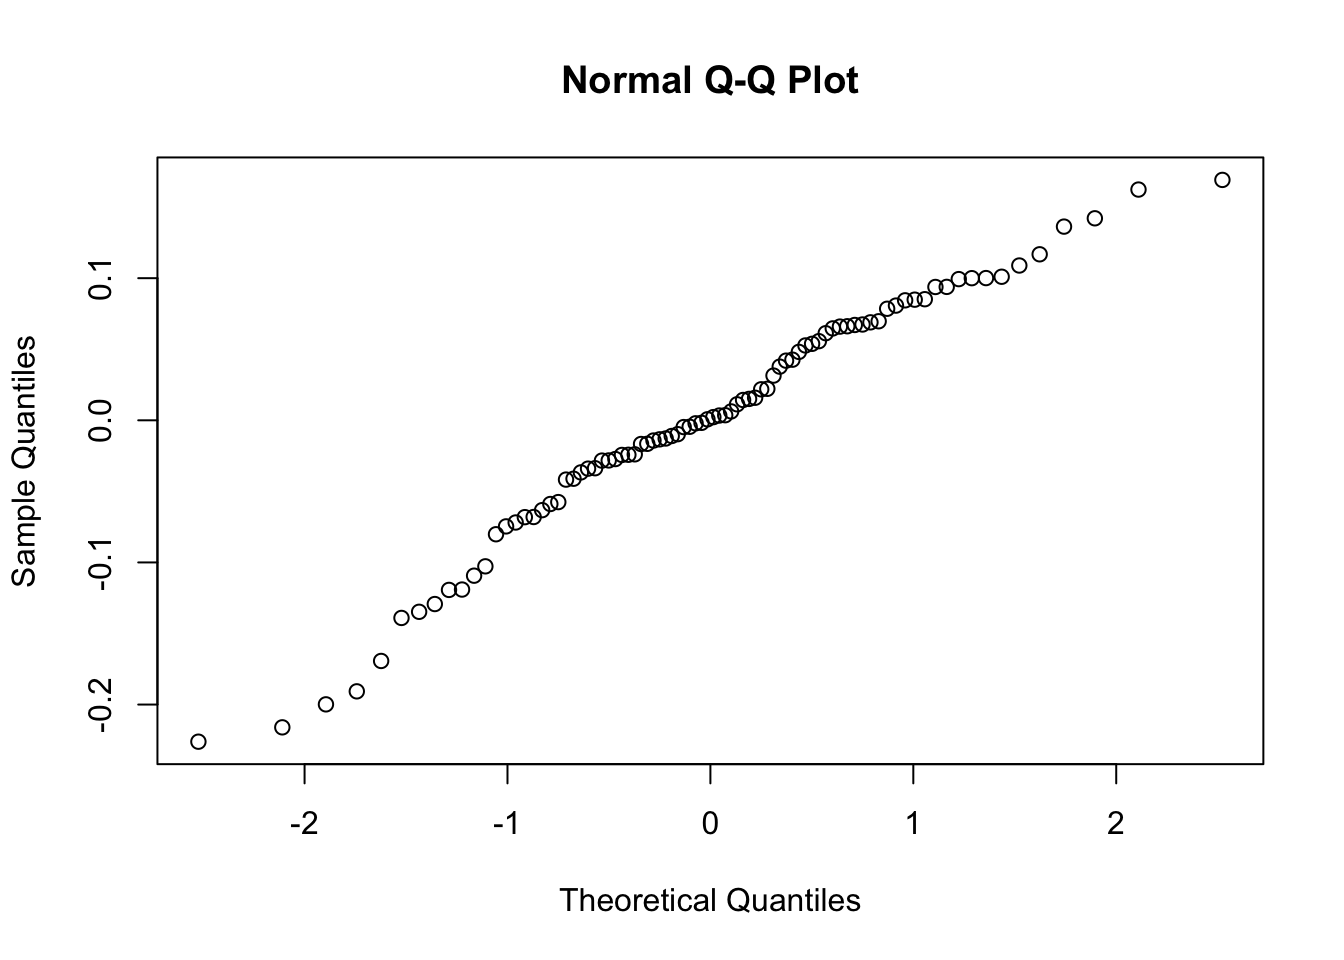 Normal Q-Q Plot
Sample Quantiles
0.1
0.0
-0.1
-0.2
-2 -1 0 1 2
Theoretical Quantiles